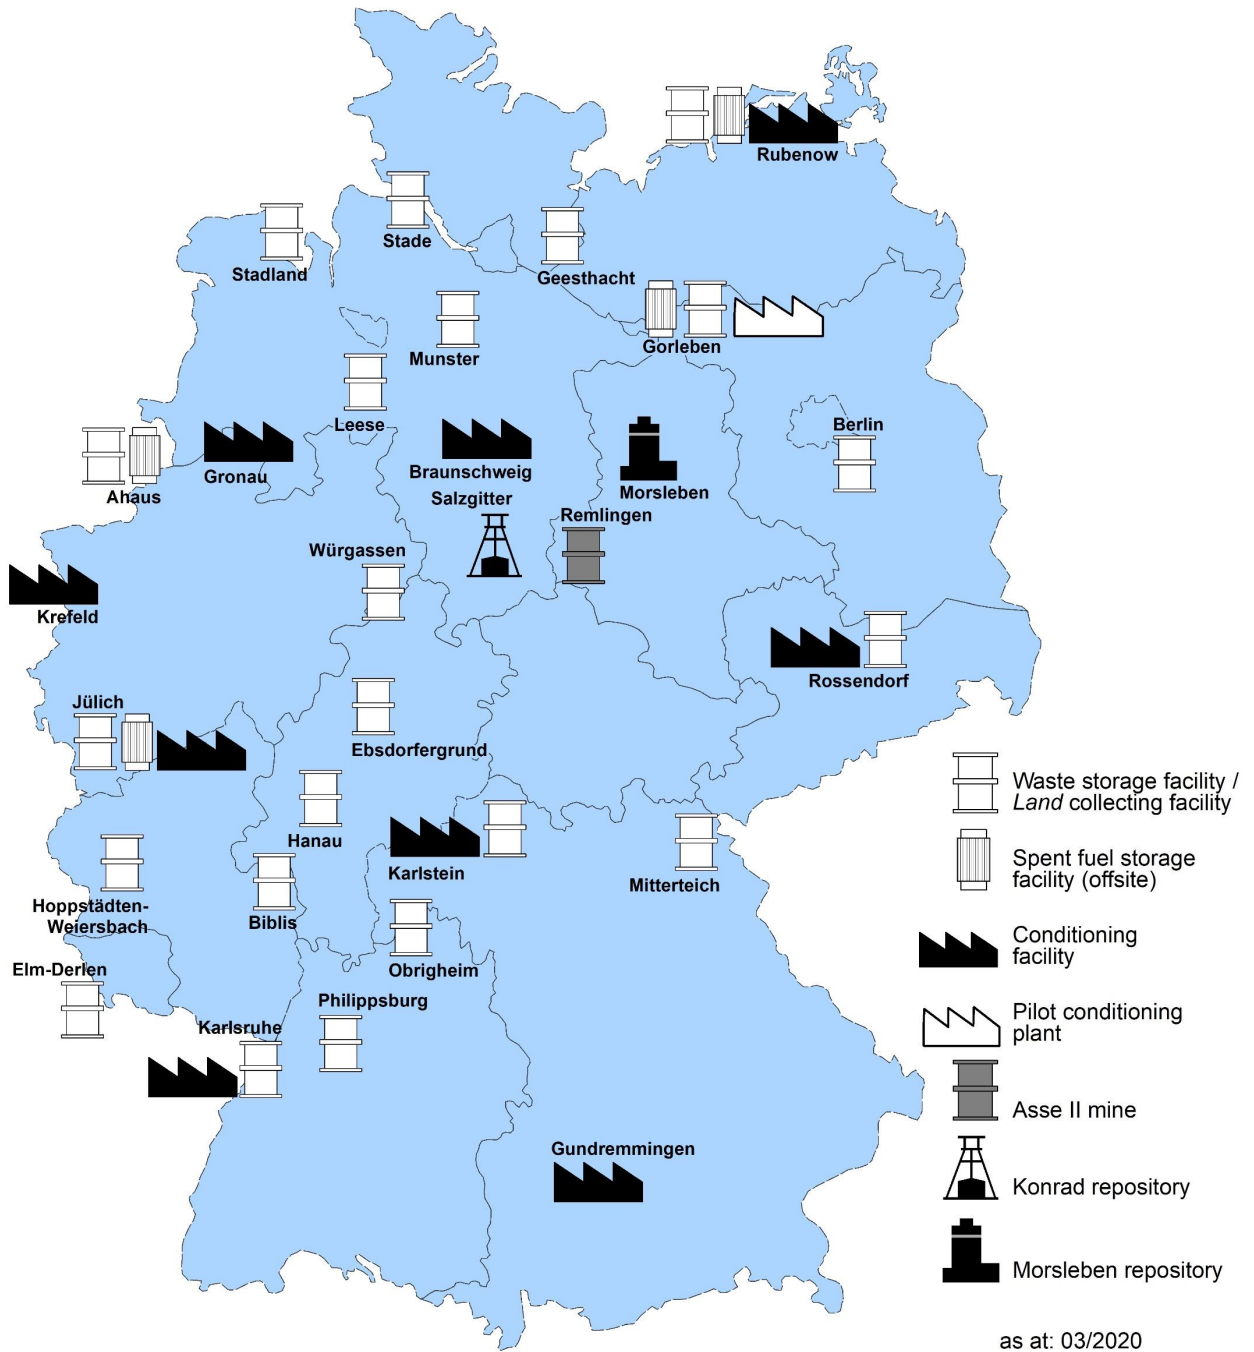 Rubenow
Stade
Stadland
Geesthacht
Munster
Gorleben
Leese
Berlin
Gronau
Braunschweig
Ahaus
Morsleben
Salzgitter
Remlingen
Würgassen
Krefeld
Rossendorf
Jülich
Ebsdorfergrund
Hanau
Karlstein
Mitterteich
Hoppstädten-
Weiersbach
Biblis
Obrigheim
Elm-Derlen
Philippsburg
Karlsruhe
Gundremmingen
Waste storage facility /
Land collecting facility
Spent fuel storage
facility (offsite)
Conditioning
facility
Pilot conditioning
plant
Asse II mine
Konrad repository
Morsleben repository
as at: 03/2020